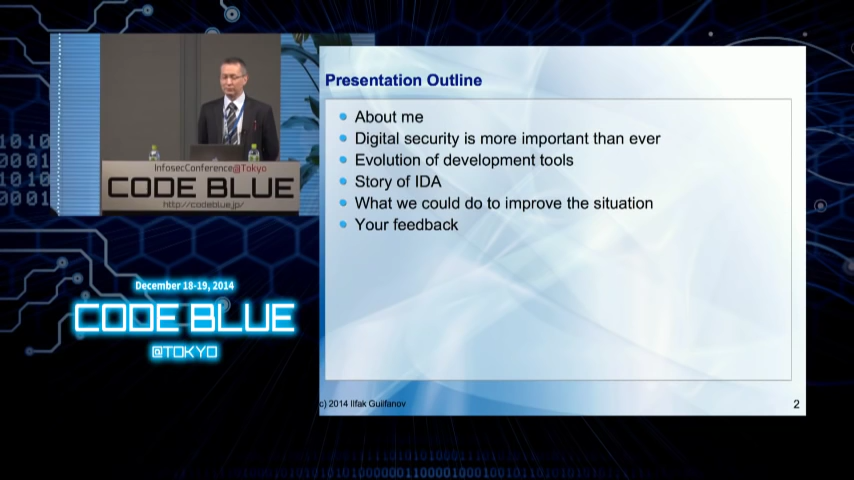 InfosecConference@Tokyo
CODE BLUE
http://codeblue.jp/
December 18-19, 2014
CODE BLUE
@TOKYO
Presentation Outline
About me
Digital security is more important than ever
Evolution of development tools
Story of IDA
What we could do to improve the situation
Your feedback
c) 2014 Ilfak Guilfanov
2